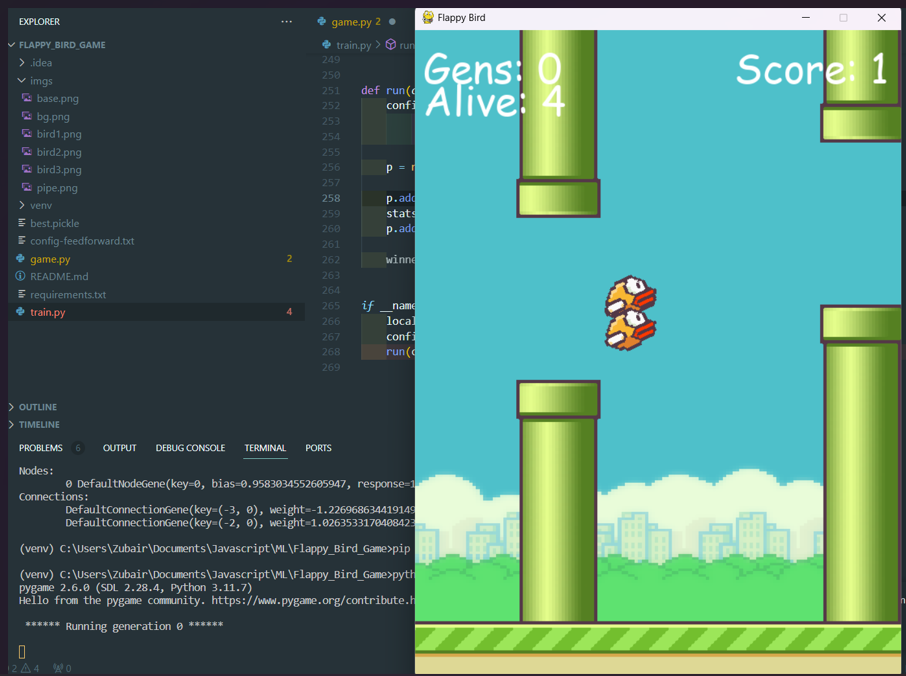 EXPLORER
FLAPPY_BIRD_GAME
.idea
imgs
base.png
bg.png
bird1.png
bird2.png
bird3.png
pipe.png
venv
best.pickle
config-feedforward.txt
game.py 2
README.md
requirements.txt
train.py 4
OUTLINE
TIMELINE
game.py 2
train.py > run
249
250
251 def run(c
252 confi
253
254
255
256 p = n
257
258 p.add
259 stats
260 p.add
261
262 winne
263
264
265 if __name
266 local
267 confi
268 run(c
269
PROBLEMS 6 OUTPUT DEBUG CONSOLE TERMINAL PORTS
Nodes:
0 DefaultNodeGene(key=0, bias=0.9583034552605947, response=1
Connections:
DefaultConnectionGene(key=(-3, 0), weight=-1.226968634419149
DefaultConnectionGene(key=(-2, 0), weight=1.0263533170408423
(venv) C:\Users\Zubair\Documents\Javascript\ML\Flappy_Bird_Game>pip
(venv) C:\Users\Zubair\Documents\Javascript\ML\Flappy_Bird_Game>pyth
pygame 2.6.0 (SDL 2.28.4, Python 3.11.7)
Hello from the pygame community. https://www.pygame.org/contribute.h
****** Running generation 0 ******
2 4 0
Flappy Bird
Gens: 0 Score: 1
Alive: 4